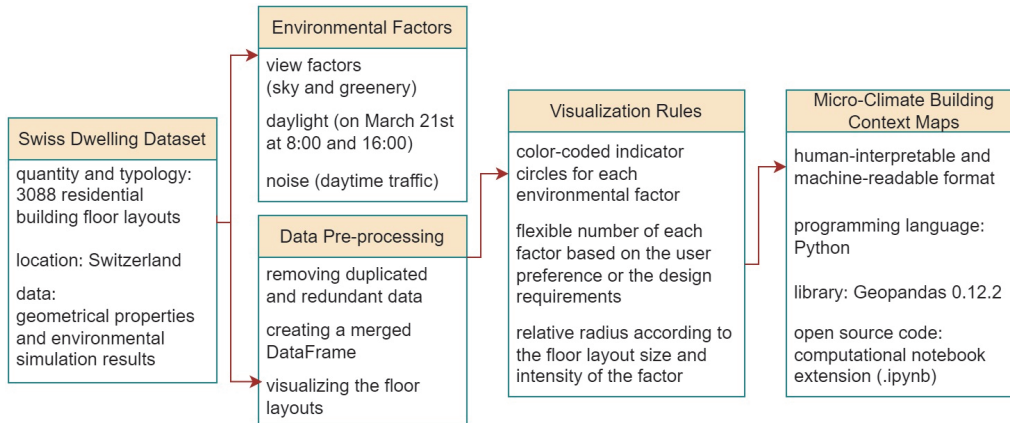 Swiss Dwelling Dataset
quantity and typology:
3088 residential
building floor layouts
location: Switzerland
data:
geometrical properties
and environmental
simulation results
Environmental Factors
view factors
(sky and greenery)
daylight (on March 21st
at 8:00 and 16:00)
noise (daytime traffic)
Data Pre-processing
removing duplicated
and redundant data
creating a merged
DataFrame
visualizing the floor
layouts
Visualization Rules
color-coded indicator
circles for each
environmental factor
flexible number of each
factor based on the user
preference or the design
requirements
relative radius according to
the floor layout size and
intensity of the factor
Micro-Climate Building
Context Maps
human-interpretable and
machine-readable format
programming language:
Python
library: Geopandas 0.12.2
open source code:
computational notebook
extension (.ipynb)